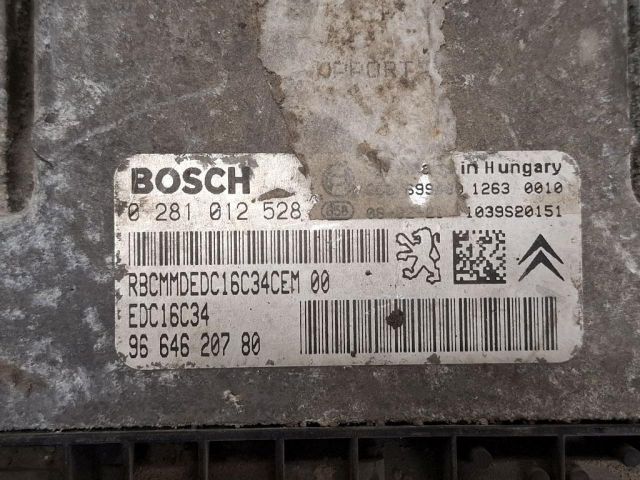 BOSCH
in Hungary
1263 0010
0 281 012 528
1039S20151
RBCMMDEDC16C34CEM 00
EDC16C34
96 646 207 80